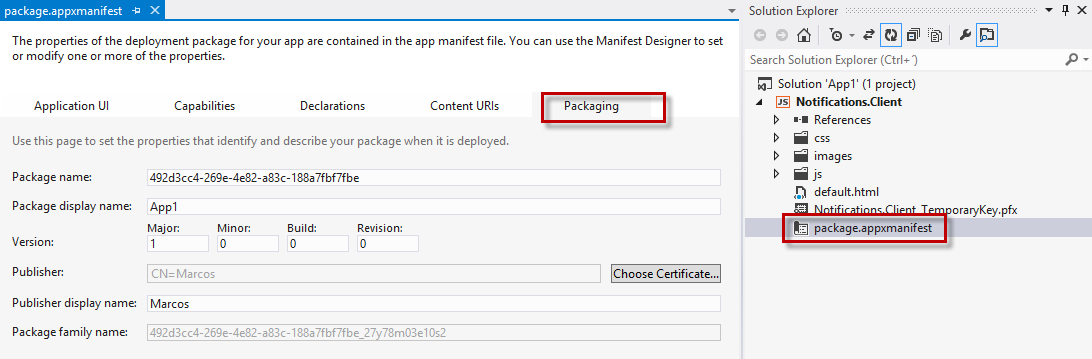 package.appxmanifest
The properties of the deployment package for your app are contained in the app manifest file. You can use the Manifest Designer to set
or modify one or more of the properties.
Application UI Capabilities Declarations Content URIs Packaging
Use this page to set the properties that identify and describe your package when it is deployed.
Package name: 492d3cc4-269e-4e82-a83c-188a7fbf7fbe
Package display name: App1
Major: Minor: Build: Revision:
Version: 1 0 0 0
Publisher: CN=Marcos Choose Certificate...
Publisher display name: Marcos
Package family name: 492d3cc4-269e-4e82-a83c-188a7fbf7fbe_27y78m03e10s2
Solution Explorer
Search Solution Explorer (Ctrl+´)
Solution 'App1' (1 project)
JS Notifications.Client
References
css
images
js
default.html
Notifications.Client_TemporaryKey.pfx
package.appxmanifest